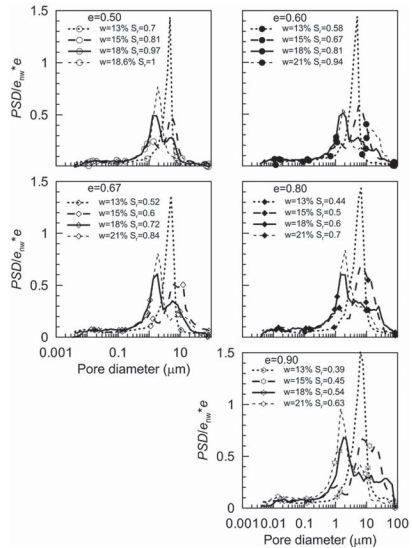 e=0.50
w=13% Sr=0.7
w=15% Sr=0.81
w=18% Sr=0.97
w=18.6% Sr=1
e=0.60
w=13% Sr=0.58
w=15% Sr=0.67
w=18% Sr=0.81
w=21% Sr=0.94
1.5
1
0.5
0
PSD/enw*e
e=0.67
w=13% Sr=0.52
w=15% Sr=0.6
w=18% Sr=0.72
w=21% Sr=0.84
e=0.80
w=13% Sr=0.44
w=15% Sr=0.5
w=18% Sr=0.6
w=21% Sr=0.7
1.5
1
0.5
0
PSD/enw*e
0.001 0.1 10
Pore diameter (μm)
Pore diameter (μm)
e=0.90
w=13% Sr=0.39
w=15% Sr=0.45
w=18% Sr=0.54
w=21% Sr=0.63
1.5
1
0.5
0
PSD/enw*e
0.001 0.01 0.1 1 10 100
Pore diameter (μm)